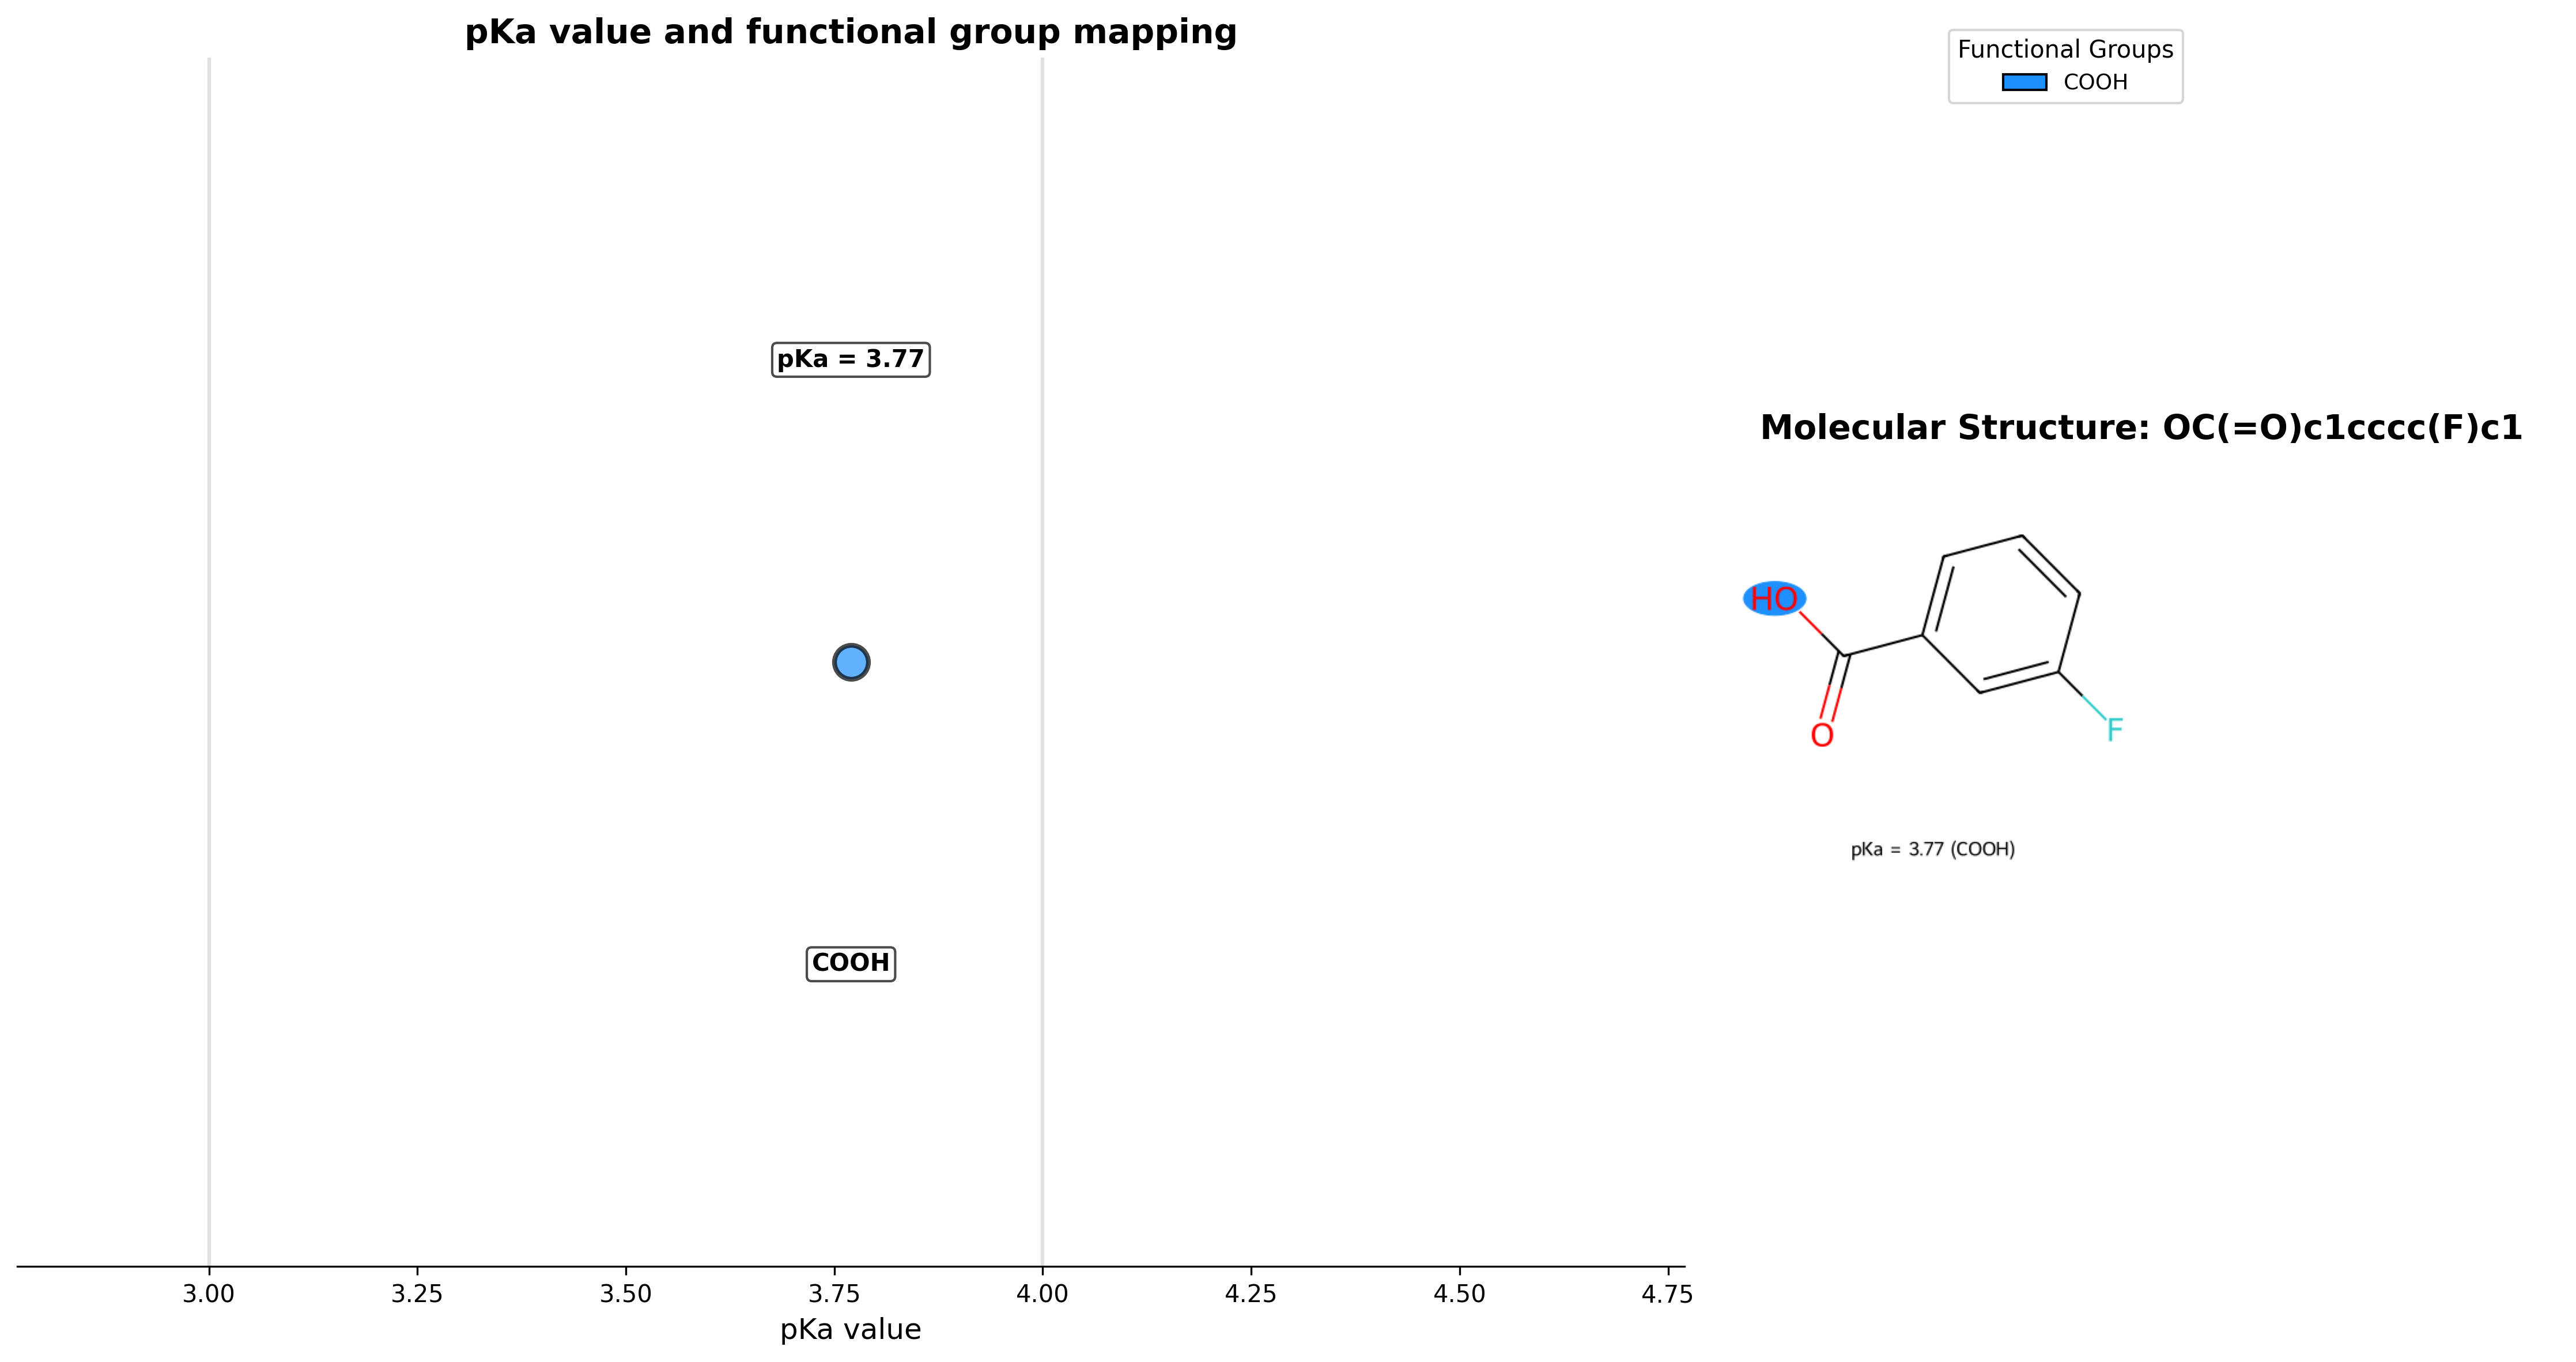 pKa value and functional group mapping
pKa = 3.77
COOH
3.00 3.25 3.50 3.75 4.00 4.25 4.50 4.75
pKa value
Functional Groups
COOH
Molecular Structure: OC(=O)c1cccc(F)c1
HO
O
F
pKa = 3.77 (COOH)